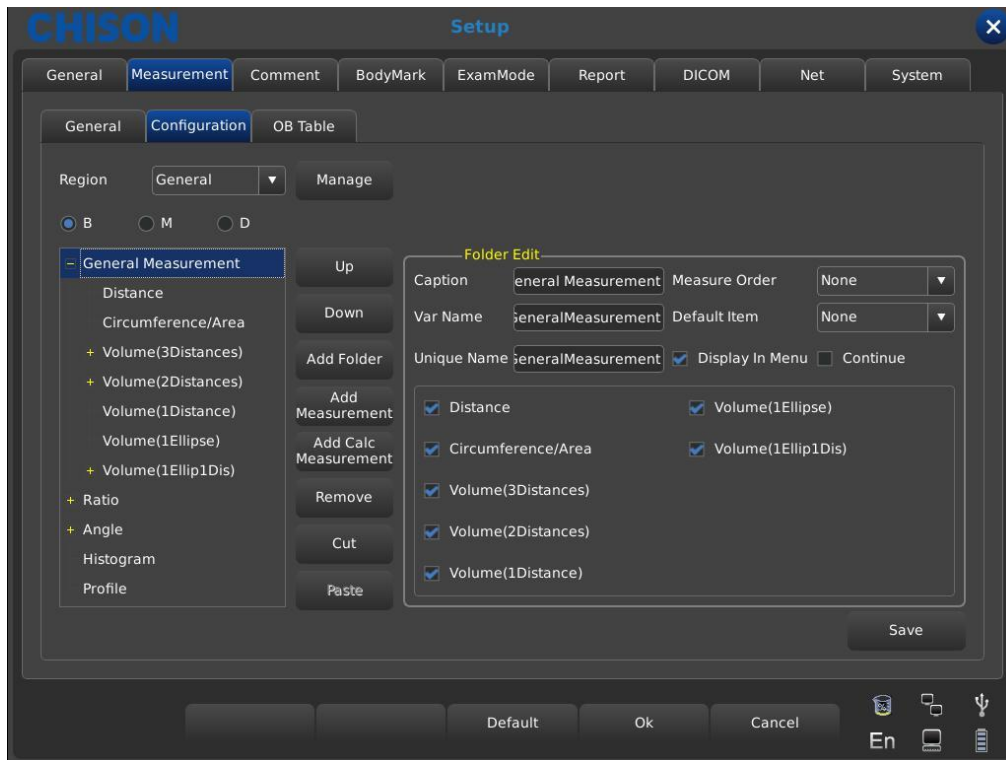 CHISON
Setup
General Measurement Comment BodyMark ExamMode Report DICOM Net System
General Configuration OB Table
Region General Manage
B M D
General Measurement
Distance
Circumference/Area
+ Volume(3Distances)
+ Volume(2Distances)
Volume(1Distance)
Volume(1Ellipse)
+ Volume(1Ellip1Dis)
+ Ratio
+ Angle
Histogram
Profile
Up
Down
Add Folder
Add
Measurement
Add Calc
Measurement
Remove
Cut
Paste
Folder Edit
Caption eneral Measurement Measure Order None
Var Name GeneralMeasurement Default Item None
Unique Name GeneralMeasurement Display In Menu Continue
Distance Volume(1Ellipse)
Circumference/Area Volume(1Ellip1Dis)
Volume(3Distances)
Volume(2Distances)
Volume(1Distance)
Save
Default Ok Cancel
En